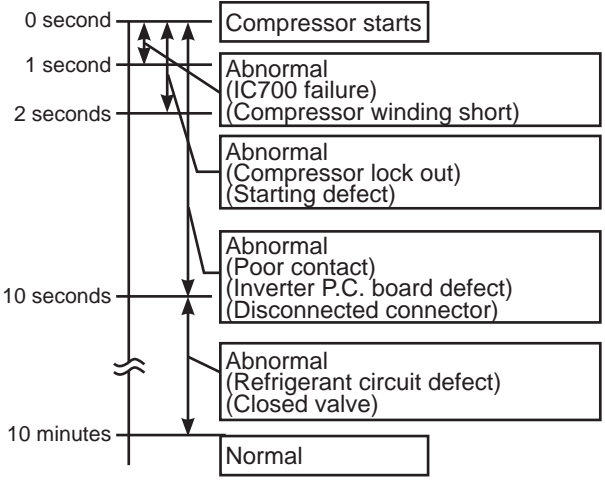 0 second
Compressor starts
1 second
Abnormal
(IC700 failure)
(Compressor winding short)
2 seconds
Abnormal
(Compressor lock out)
(Starting defect)
Abnormal
(Poor contact)
(Inverter P.C. board defect)
(Disconnected connector)
10 seconds
Abnormal
(Refrigerant circuit defect)
(Closed valve)
10 minutes
Normal